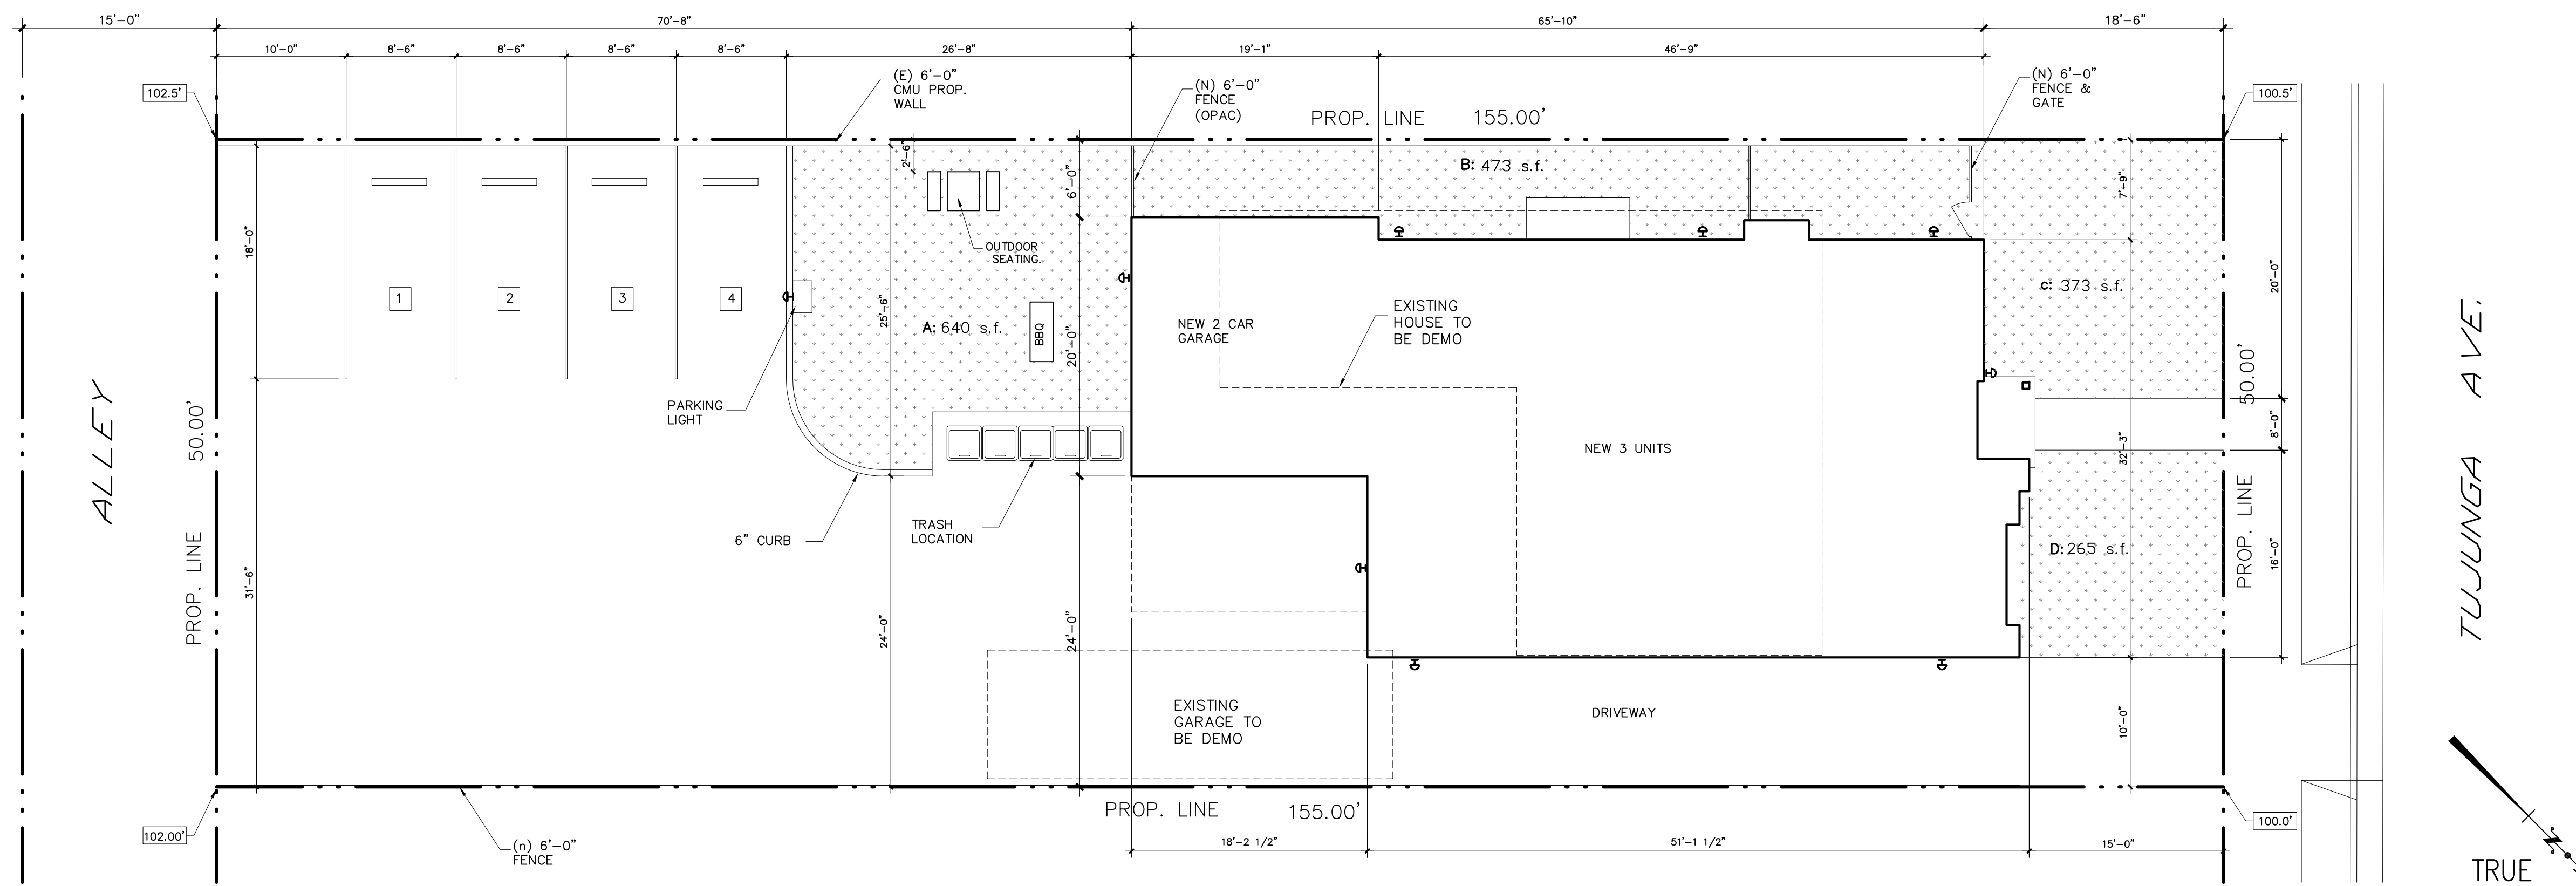 15'-0"
70'-8"
65'-10"
18'-6"
10'-0"
8'-6"
8'-6"
8'-6"
8'-6"
26'-8"
19'-1"
46'-9"
102.5'
(E) 6'-0"
CMU PROP.
WALL
(N) 6'-0"
FENCE
(OPAC)
PROP. LINE 155.00'
(N) 6'-0"
FENCE &
GATE
100.5'
2'-6"
6'-0"
B: 473 s.f.
7'-9"
18'-0"
OUTDOOR
SEATING.
20'-0"
1
2
3
4
25'-6"
A: 640 s.f.
BBQ
20'-0"
NEW 2 CAR
GARAGE
EXISTING
HOUSE TO
BE DEMO
c: 373 s.f.
PARKING
LIGHT
ALLEY
PROP. LINE 50.00'
50.00'
PROP. LINE
8'-0"
32'-3"
TUJUNGA AVE.
NEW 3 UNITS
6" CURB
TRASH
LOCATION
D: 265 s.f.
16'-0"
31'-6"
24'-0"
24'-0"
EXISTING
GARAGE TO
BE DEMO
DRIVEWAY
10'-0"
102.00'
(n) 6'-0"
FENCE
PROP. LINE 155.00'
100.0'
18'-2 1/2"
51'-1 1/2"
15'-0"
N
TRUE